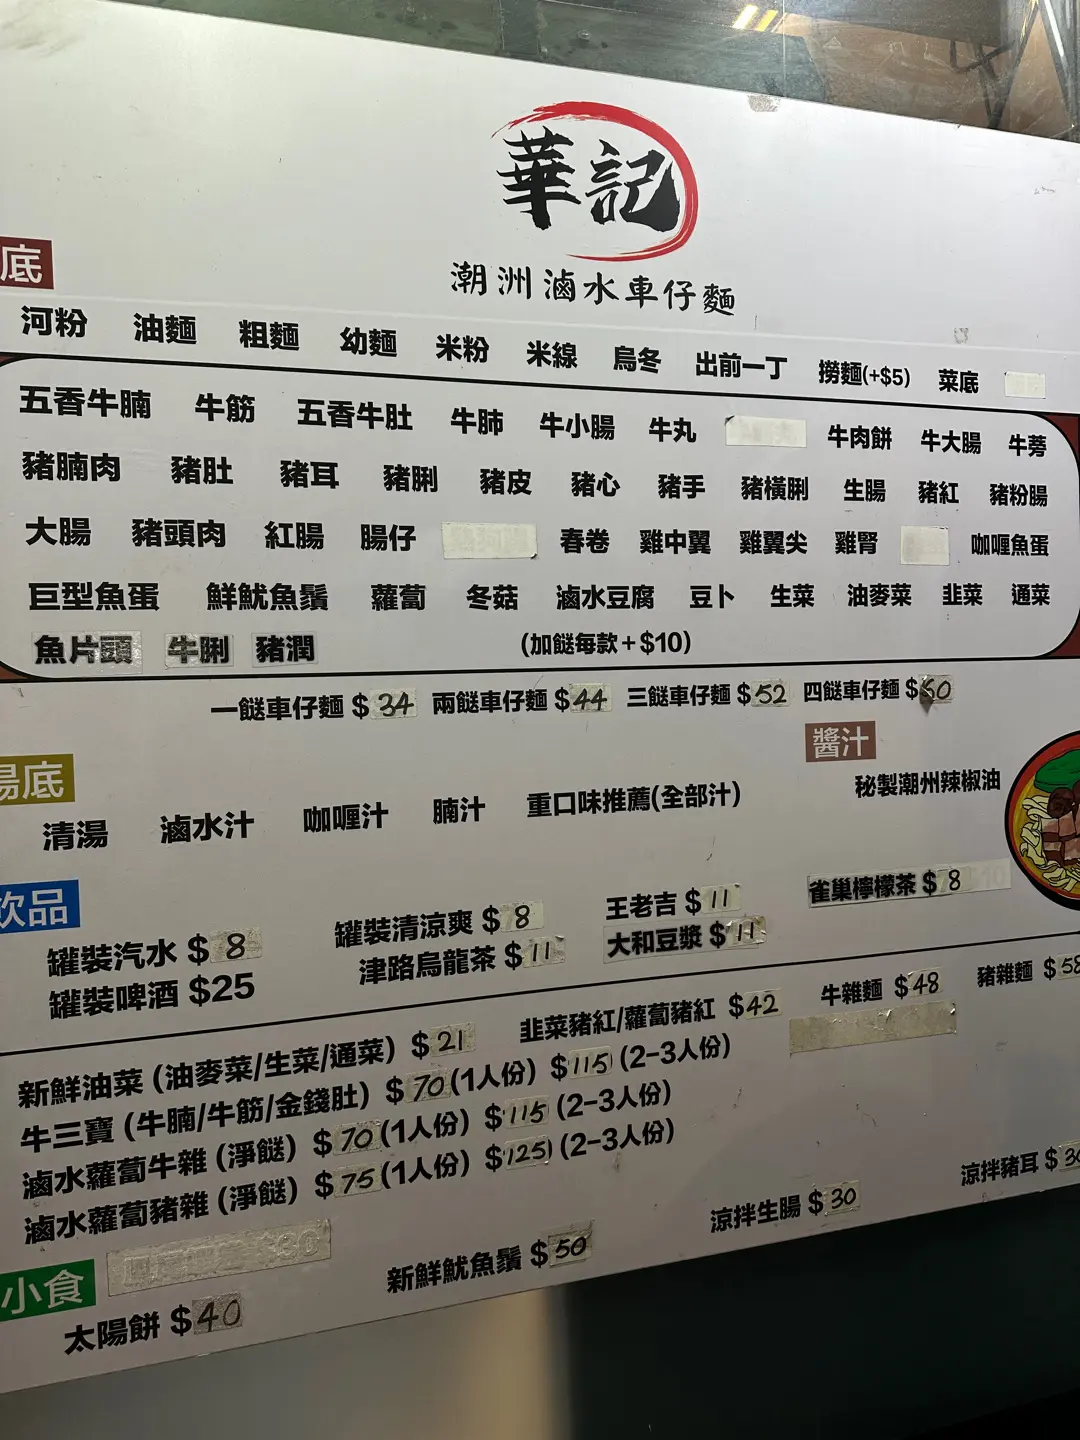 華記
潮洲滷水車仔麵
底
河粉 油麵 粗麵 幼麵 米粉 米線 烏冬 出前一丁 撈麵(+$5) 菜底
五香牛腩 牛筋 五香牛肚 牛肺 牛小腸 牛丸 牛肉餅 牛大腸 牛蒡
豬腩肉 豬肚 豬耳 豬脷 豬皮 豬心 豬手 豬橫脷 生腸 豬紅 豬粉腸
大腸 豬頭肉 紅腸 腸仔 春卷 雞中翼 雞翼尖 雞腎 咖喱魚蛋
巨型魚蛋 鮮魷魚鬚 蘿蔔 冬菇 滷水豆腐 豆卜 生菜 油麥菜 韭菜 通菜
魚片頭 牛脷 豬潤 (加餸每款+$10)
一餸車仔麵 $34 兩餸車仔麵 $44 三餸車仔麵 $52 四餸車仔麵 $60
湯底
清湯 滷水汁 咖喱汁 腩汁 重口味推薦(全部汁)
醬汁
秘製潮州辣椒油
飲品
罐裝汽水 $8 罐裝清涼爽 $8 王老吉 $11 雀巢檸檬茶 $8
罐裝啤酒 $25 津路烏龍茶 $11 大和豆漿 $11
新鮮油菜 (油麥菜/生菜/通菜) $21 韭菜豬紅/蘿蔔豬紅 $42 牛雜麵 $48 豬雜麵 $58
牛三寶 (牛腩/牛筋/金錢肚) $70 (1人份) $115 (2-3人份)
滷水蘿蔔牛雜 (淨餸) $70 (1人份) $115 (2-3人份)
滷水蘿蔔豬雜 (淨餸) $75 (1人份) $125 (2-3人份)
小食
太陽餅 $40 新鮮魷魚鬚 $50 涼拌生腸 $30 涼拌豬耳 $30